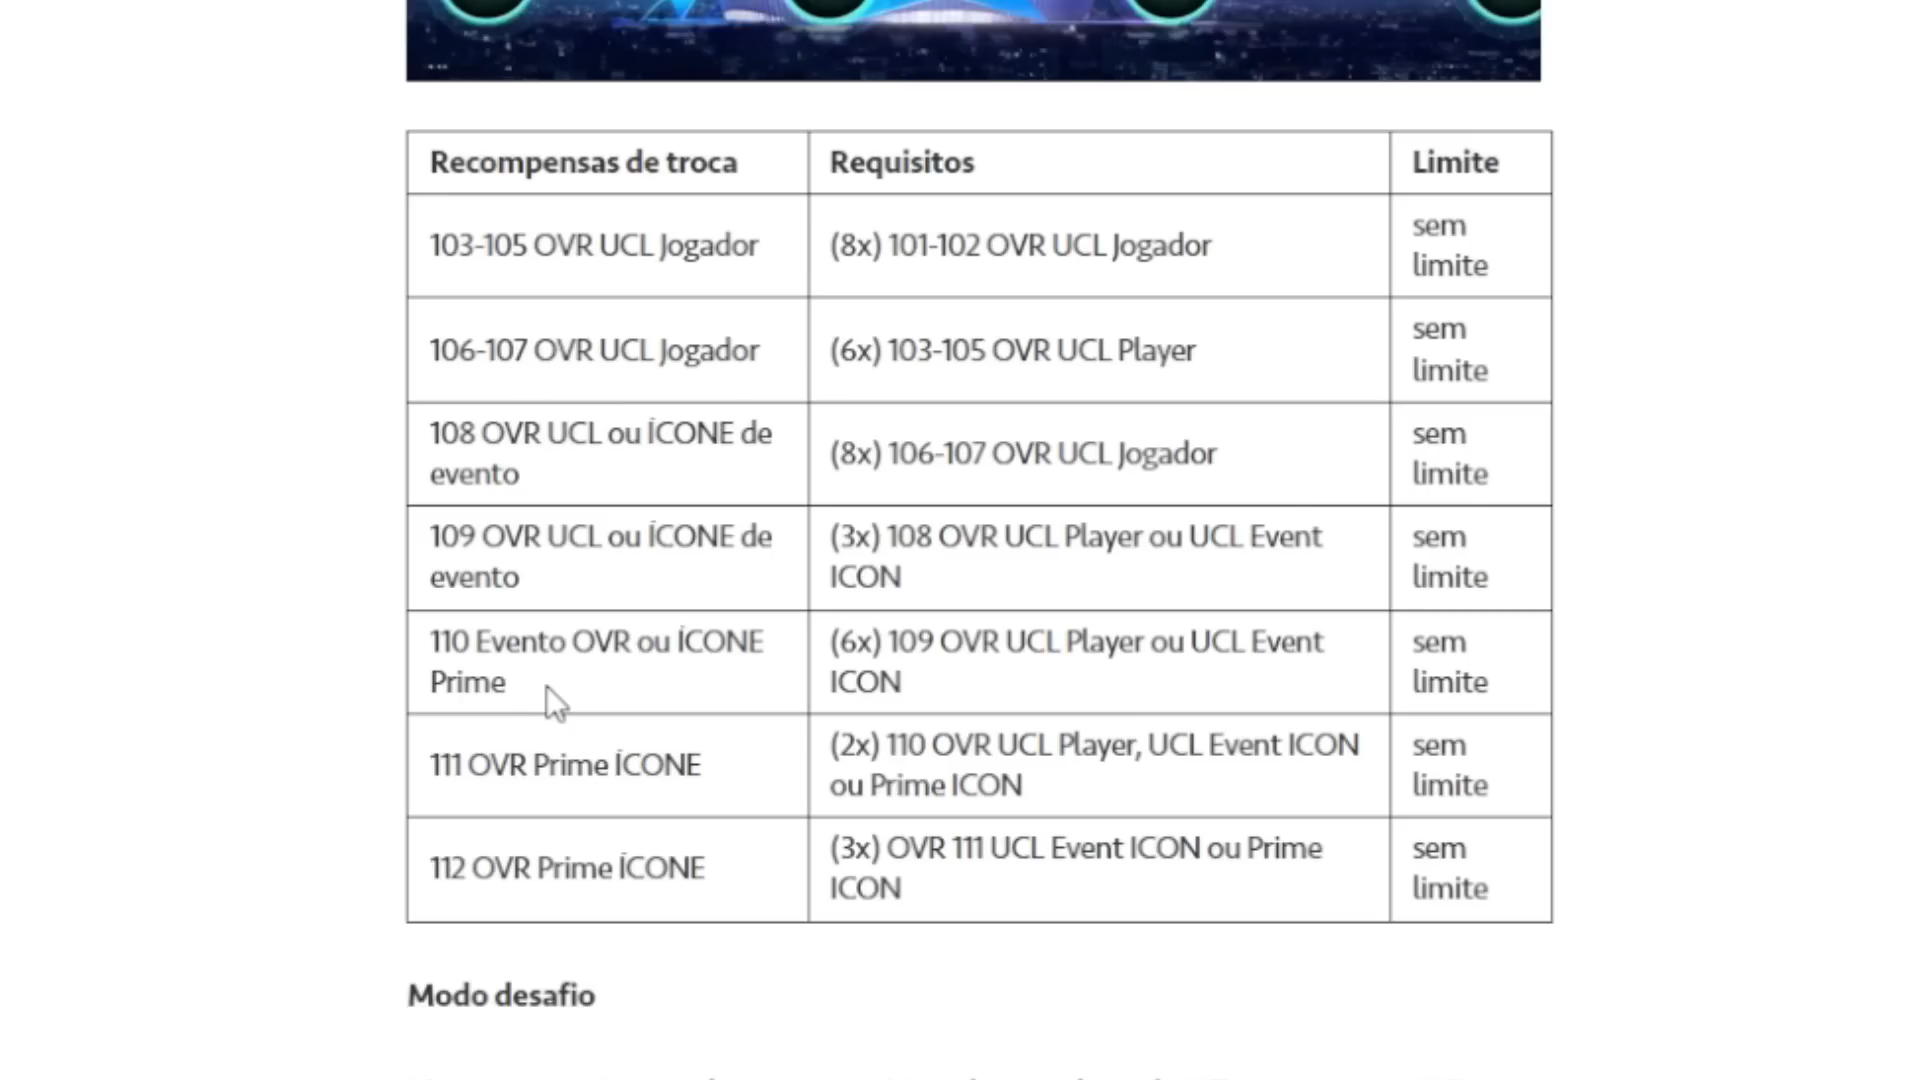 Recompensas de troca
Requisitos
Limite
103-105 OVR UCL Jogador
(8x) 101-102 OVR UCL Jogador
sem
limite
106-107 OVR UCL Jogador
(6x) 103-105 OVR UCL Player
sem
limite
108 OVR UCL ou ÍCONE de
evento
(8x) 106-107 OVR UCL Jogador
sem
limite
109 OVR UCL ou ÍCONE de
evento
(3x) 108 OVR UCL Player ou UCL Event
ICON
sem
limite
110 Evento OVR ou ÍCONE
Prime
(6x) 109 OVR UCL Player ou UCL Event
ICON
sem
limite
111 OVR Prime ÍCONE
(2x) 110 OVR UCL Player, UCL Event ICON
ou Prime ICON
sem
limite
112 OVR Prime ÍCONE
(3x) OVR 111 UCL Event ICON ou Prime
ICON
sem
limite
Modo desafio